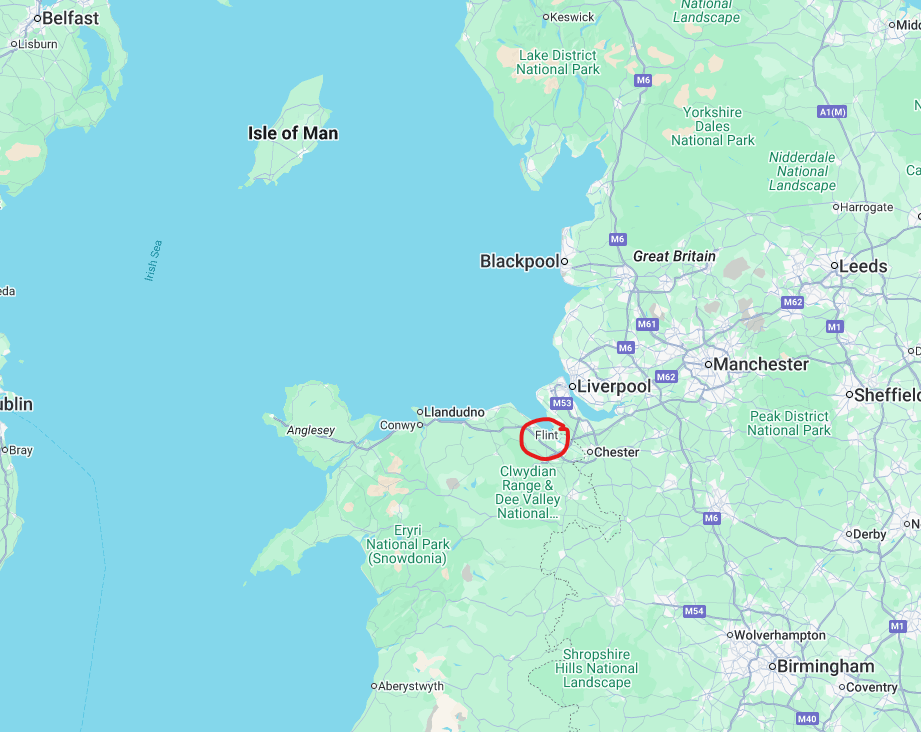 National
Landscape
Keswick
Belfast
Lisburn
Lake District
National Park
M6
A1(M)
Isle of Man
Yorkshire
Dales
National Park
Nidderdale
National
Landscape
Harrogate
Irish Sea
M6
Blackpool
Great Britain
Leeds
M62
M61
M1
M6
Manchester
M62
Liverpool
M53
Sheffield
Llandudno
Anglesey
Conwy
Flint
Peak District
National Park
Bray
Chester
Clwydian
Range &
Dee Valley
National...
M6
Derby
Eryri
National Park
(Snowdonia)
M54
Wolverhampton
M1
Shropshire
Hills National
Landscape
Birmingham
Aberystwyth
Coventry
M40